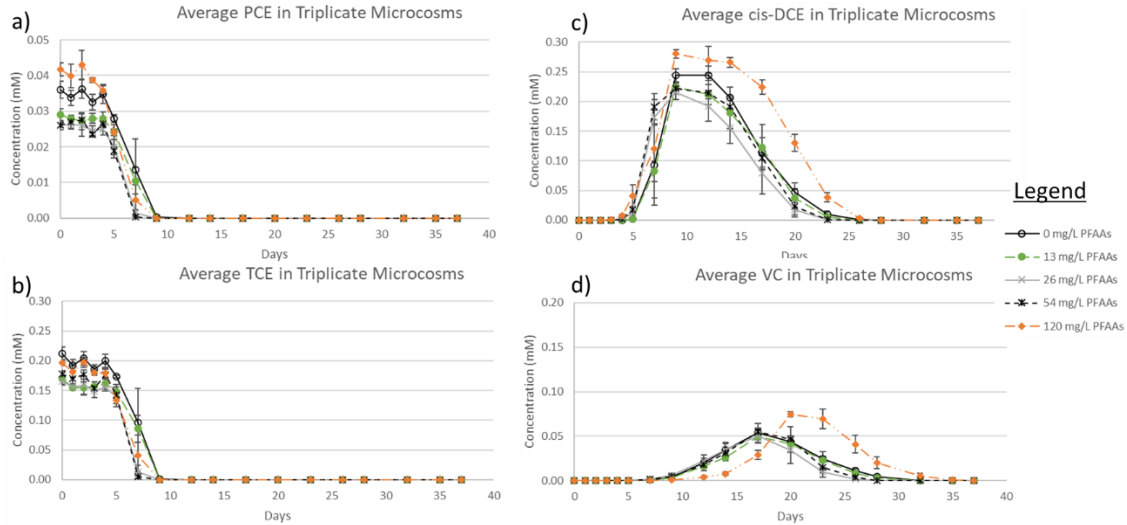 a)
Average PCE in Triplicate Microcosms
Concentration (mM)
0.05
0.04
0.03
0.02
0.01
0.00
0 5 10 15 20 25 30 35 40
Days
b)
Average TCE in Triplicate Microcosms
Concentration (mM)
0.30
0.25
0.20
0.15
0.10
0.05
0.00
0 5 10 15 20 25 30 35 40
Days
c)
Average cis-DCE in Triplicate Microcosms
Concentration (mM)
0.30
0.25
0.20
0.15
0.10
0.05
0.00
0 5 10 15 20 25 30 35 40
Days
d)
Average VC in Triplicate Microcosms
Concentration (mM)
0.20
0.15
0.10
0.05
0.00
0 5 10 15 20 25 30 35 40
Days
Legend
0 mg/L PFAAs
13 mg/L PFAAs
26 mg/L PFAAs
54 mg/L PFAAs
120 mg/L PFAAs